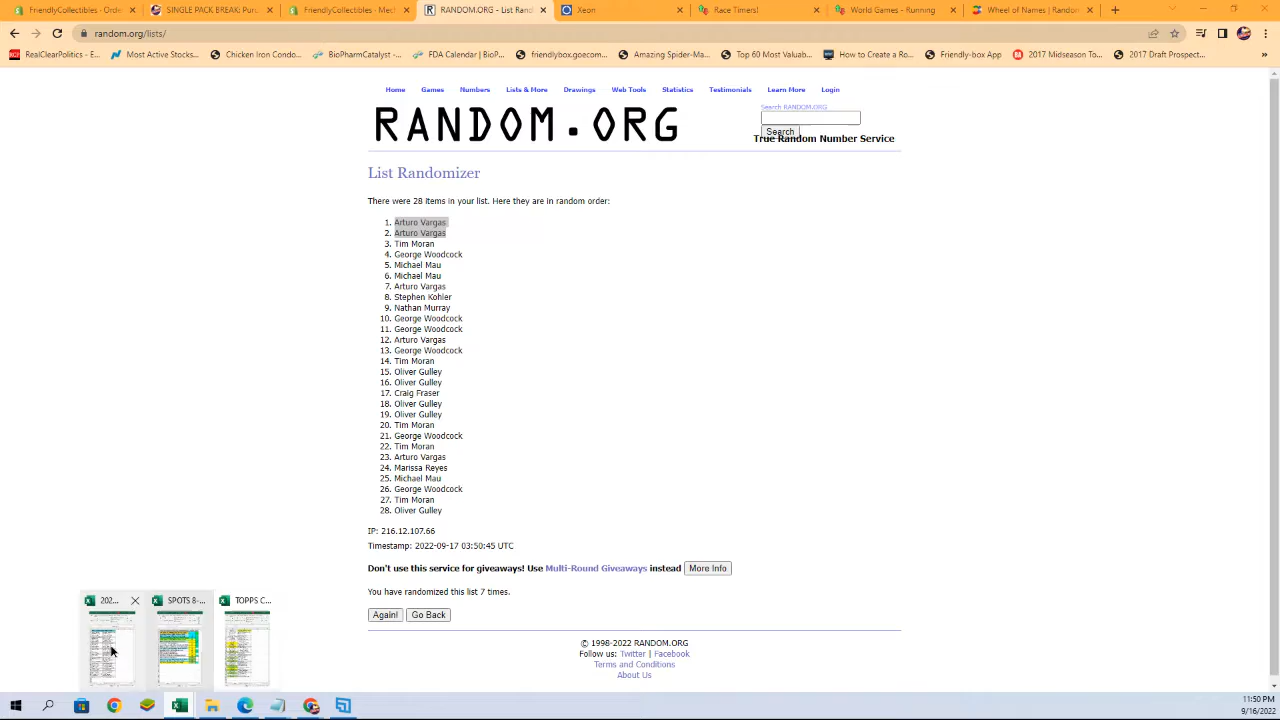 FriendlyCollectibles - Orde
SINGLE PACK BREAK: Pur
FriendlyCollectibles - Mec
RANDOM.ORG - List Rand
Xeon
Race Timers!
World Games - Running
Wheel of Names | Random
random.org/lists/
RealClearPolitics - E...
Most Active Stocks...
Chicken Iron Condo...
BioPharmCatalyst -...
FDA Calendar | BioP...
friendlybox.goecom...
Amazing Spider-Ma...
Top 60 Most Valuab...
How to Create a Ro...
Friendly-box App
2017 Midseason To...
2017 Draft Prospect...
Home
Games
Numbers
Lists & More
Drawings
Web Tools
Statistics
Testimonials
Learn More
Login
RANDOM.ORG
Search RANDOM.ORG
Search
True Random Number Service
List Randomizer
There were 28 items in your list. Here they are in random order:
1. Arturo Vargas
2. Arturo Vargas
3. Tim Moran
4. George Woodcock
5. Michael Mau
6. Michael Mau
7. Arturo Vargas
8. Stephen Kohler
9. Nathan Murray
10. George Woodcock
11. George Woodcock
12. Arturo Vargas
13. George Woodcock
14. Tim Moran
15. Oliver Gulley
16. Oliver Gulley
17. Craig Fraser
18. Oliver Gulley
19. Oliver Gulley
20. Tim Moran
21. George Woodcock
22. Tim Moran
23. Arturo Vargas
24. Marissa Reyes
25. Michael Mau
26. George Woodcock
27. Tim Moran
28. Oliver Gulley
IP: 216.12.107.66
Timestamp: 2022-09-17 03:50:45 UTC
Don't use this service for giveaways! Use Multi-Round Giveaways instead More Info
You have randomized this list 7 times.
Again! Go Back
© 1998-2022 RANDOM.ORG
Follow us: Twitter | Facebook
Terms and Conditions
About Us
202...
SPOTS 8-...
TOPPS C...
11:50 PM
9/16/2022